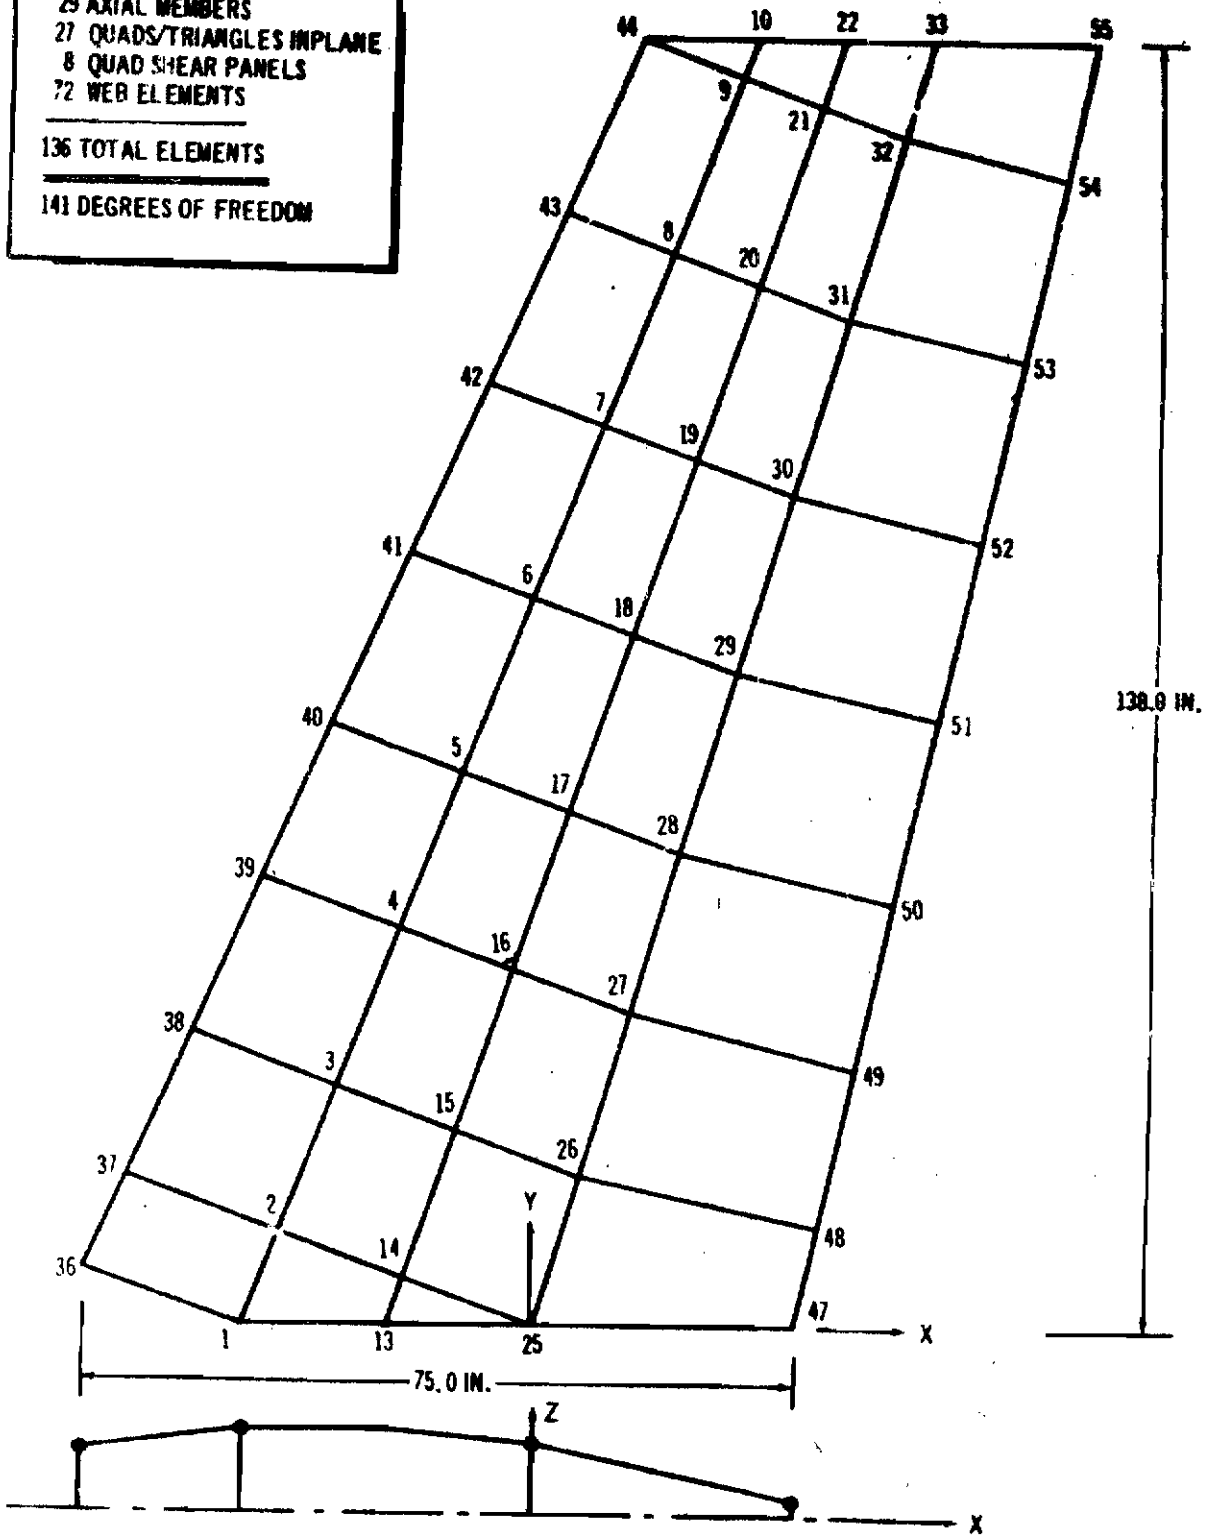 29 AXIAL MEMBERS
27 QUADS/TRIANGLES INPLANE
8 QUAD SHEAR PANELS
72 WEB ELEMENTS
136 TOTAL ELEMENTS
141 DEGREES OF FREEDOM
44 10 22 33 55
9 21 32 54
43 8 20 31 53
42 7 19 30 52
41 6 18 29 51
138.0 IN.
40 5 17 28 50
39 4 16 27 49
38 3 15 26 48
37 2 14 Y
36 1 13 25 47 X
75.0 IN.
Z
X